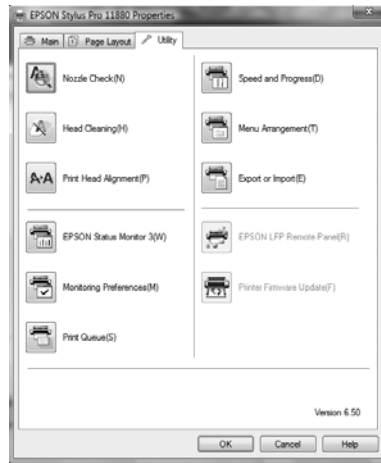 EPSON Stylus Pro 11880 Properties
Main
Page Layout
Utility
Nozzle Check(N)
Head Cleaning(H)
Print Head Alignment(P)
EPSON Status Monitor 3(W)
Monitoring Preferences(M)
Print Queue(S)
Speed and Progress(D)
Menu Arrangement(T)
Export or Import(E)
EPSON LFP Remote Panel(R)
Printer Firmware Update(F)
Version 6.50
OK
Cancel
Help